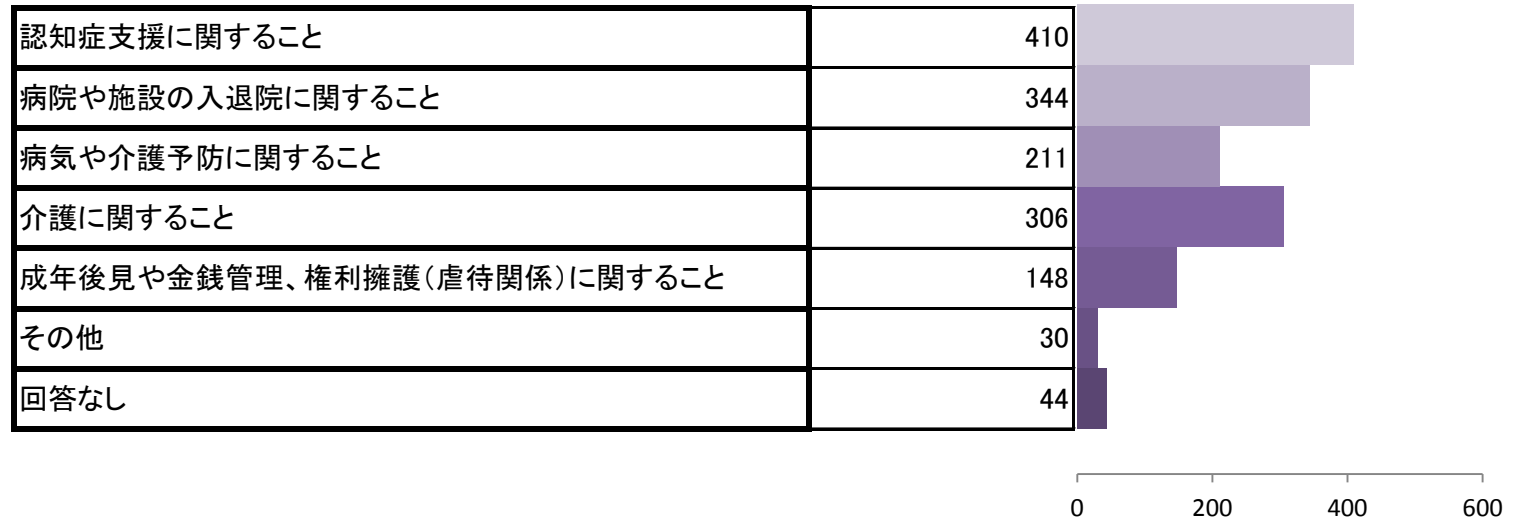 認知症支援に関すること 410
病院や施設の入退院に関すること 344
病気や介護予防に関すること 211
介護に関すること 306
成年後見や金銭管理、権利擁護(虐待関係)に関すること 148
その他 30
回答なし 44
0 200 400 600